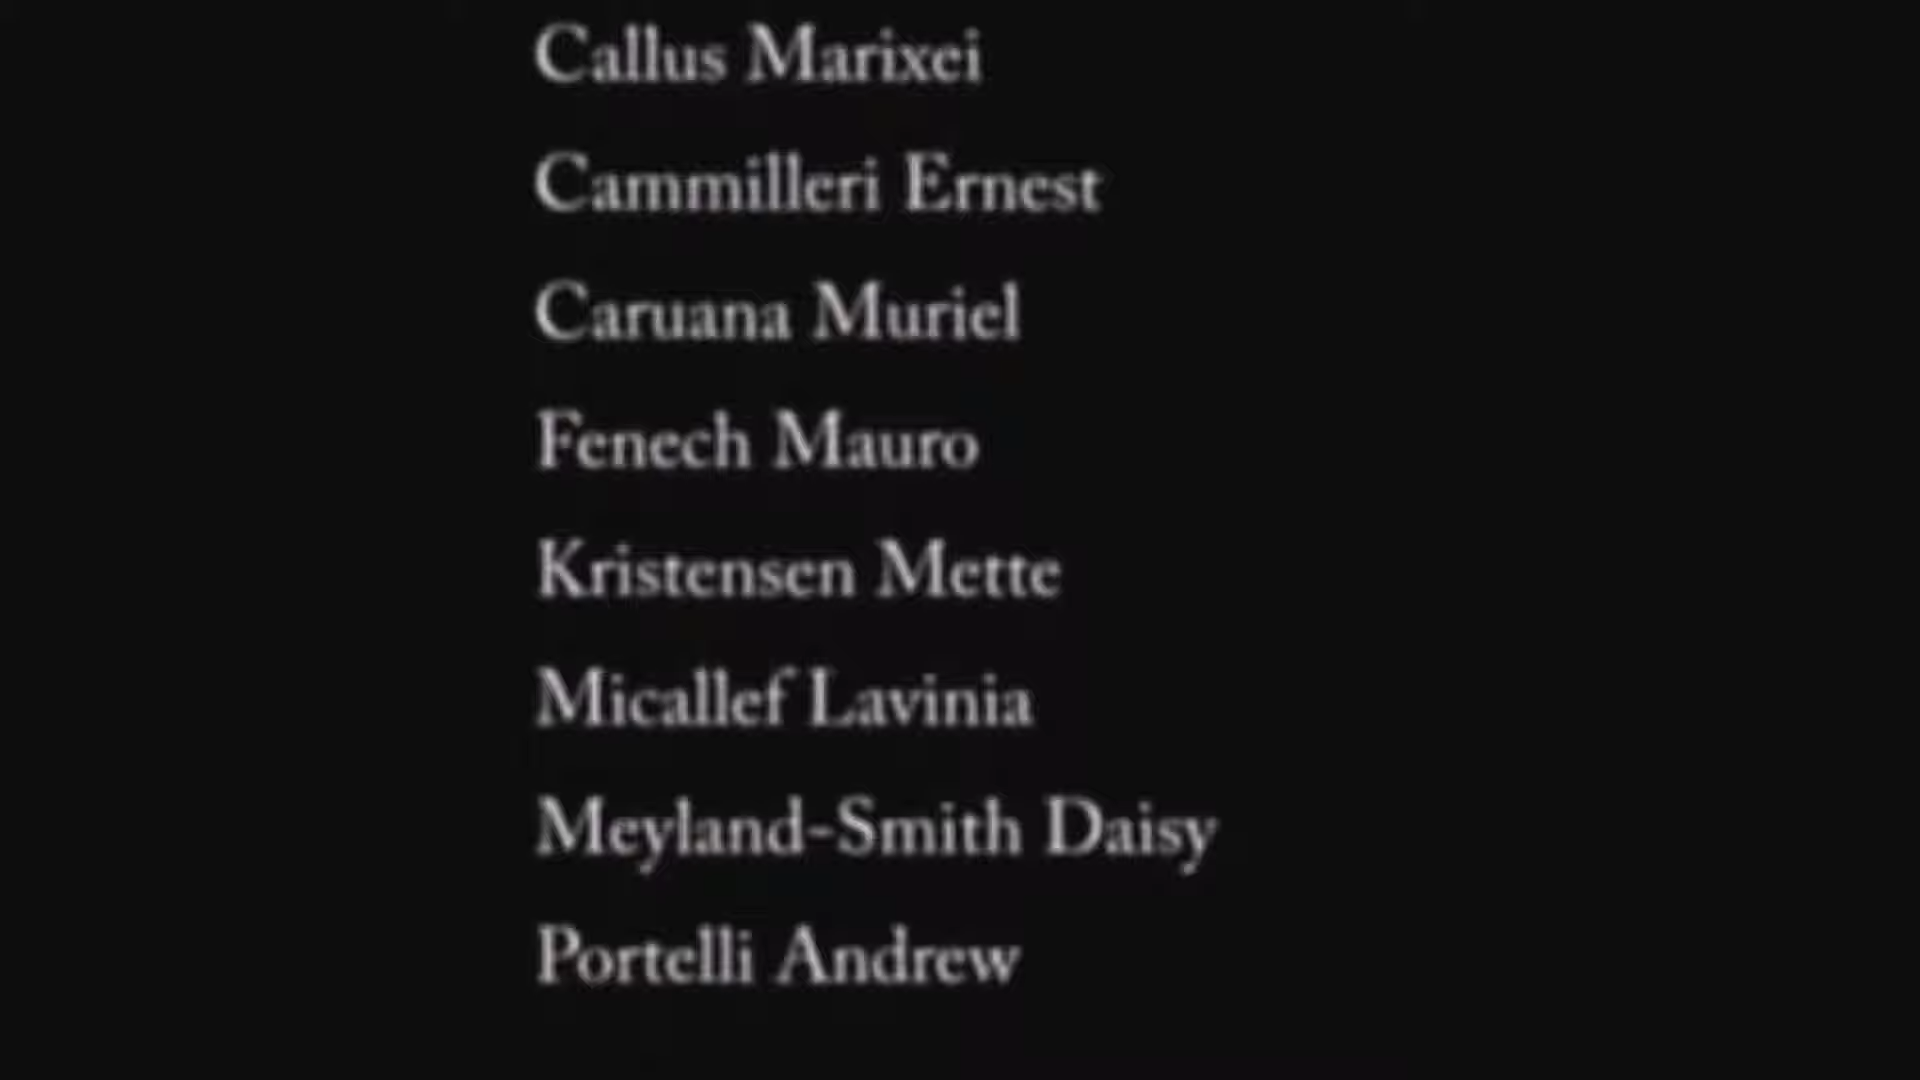 Callus Marixei
Cammilleri Ernest
Caruana Muriel
Fenech Mauro
Kristensen Mette
Micallef Lavinia
Meyland-Smith Daisy
Portelli Andrew